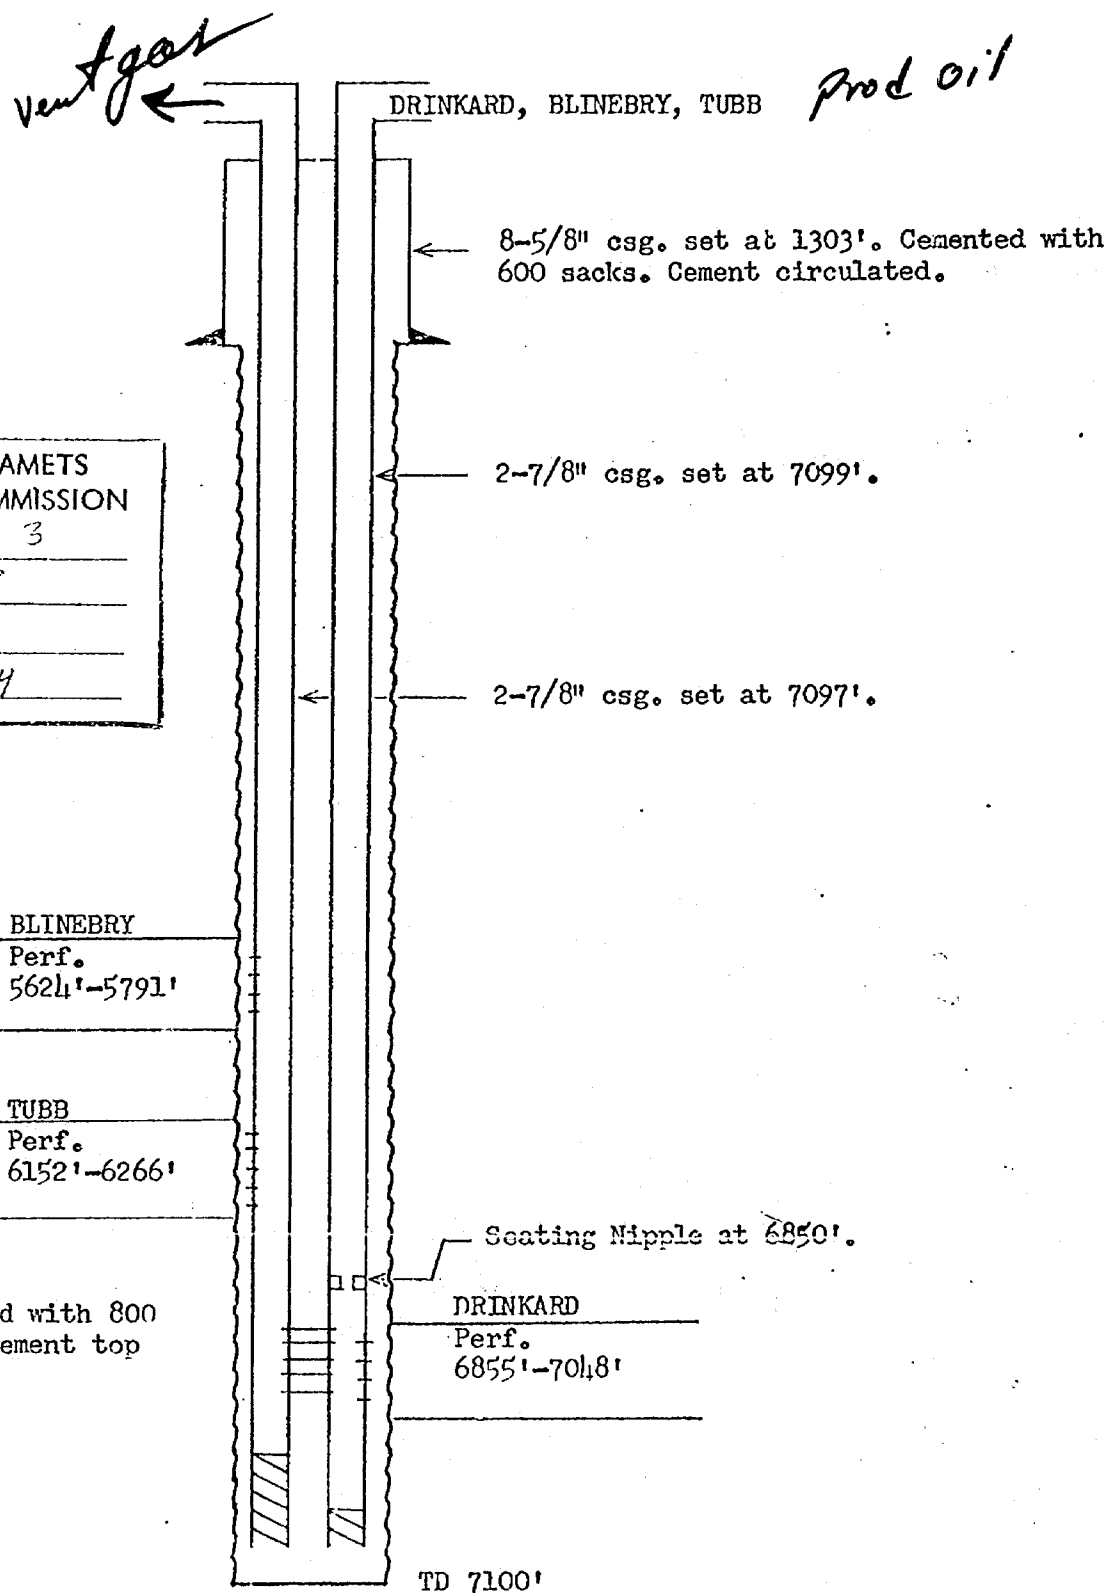 vent gas
DRINKARD, BLINEBRY, TUBB
Prod oil
8-5/8" csg. set at 1303'. Cemented with
600 sacks. Cement circulated.
AMETS
MMISSION
3
2-7/8" csg. set at 7099'.
2-7/8" csg. set at 7097'.
BLINEBRY
Perf.
5624'-5791'
TUBB
Perf.
6152'-6266'
Seating Nipple at 6850'.
d with 800
ement top
DRINKARD
Perf.
6855'-7048'
TD 7100'